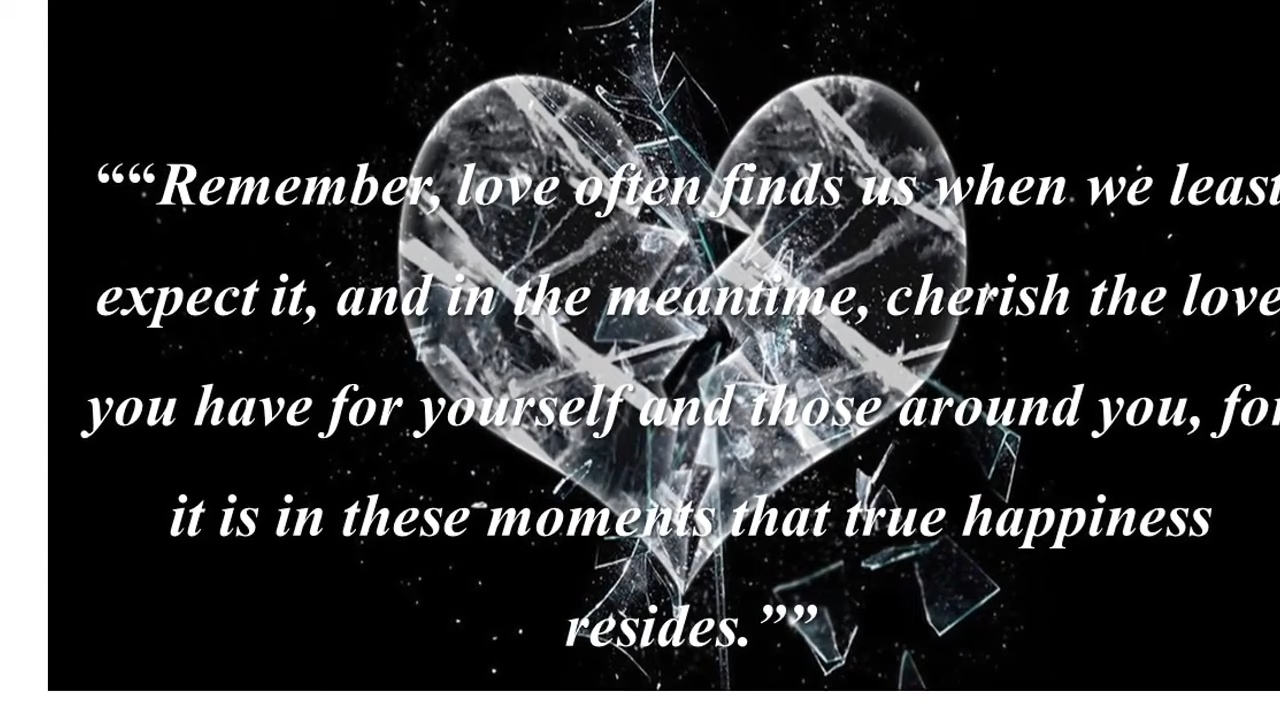 “““Remember, love often finds us when we least
expect it, and in the meantime, cherish the love
you have for yourself and those around you, for
it is in these moments that true happiness
resides.””